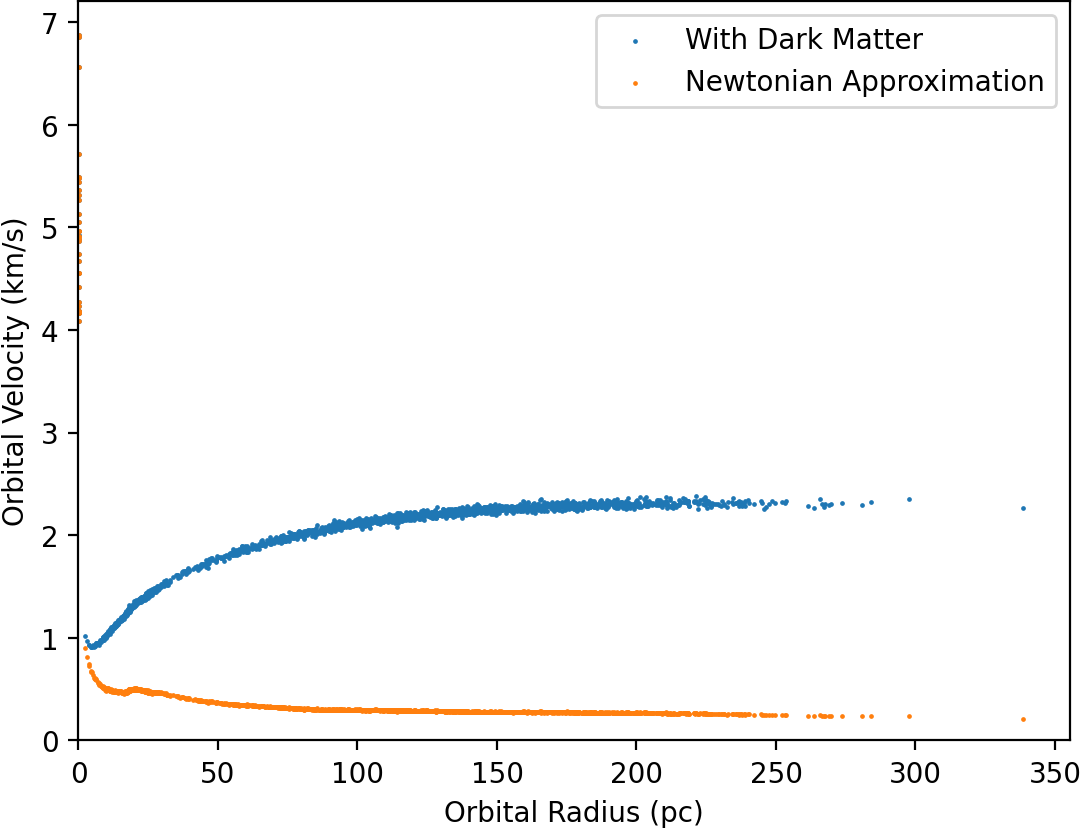 With Dark Matter
Newtonian Approximation
Orbital Velocity (km/s)
7
6
5
4
3
2
1
0
0 50 100 150 200 250 300 350
Orbital Radius (pc)